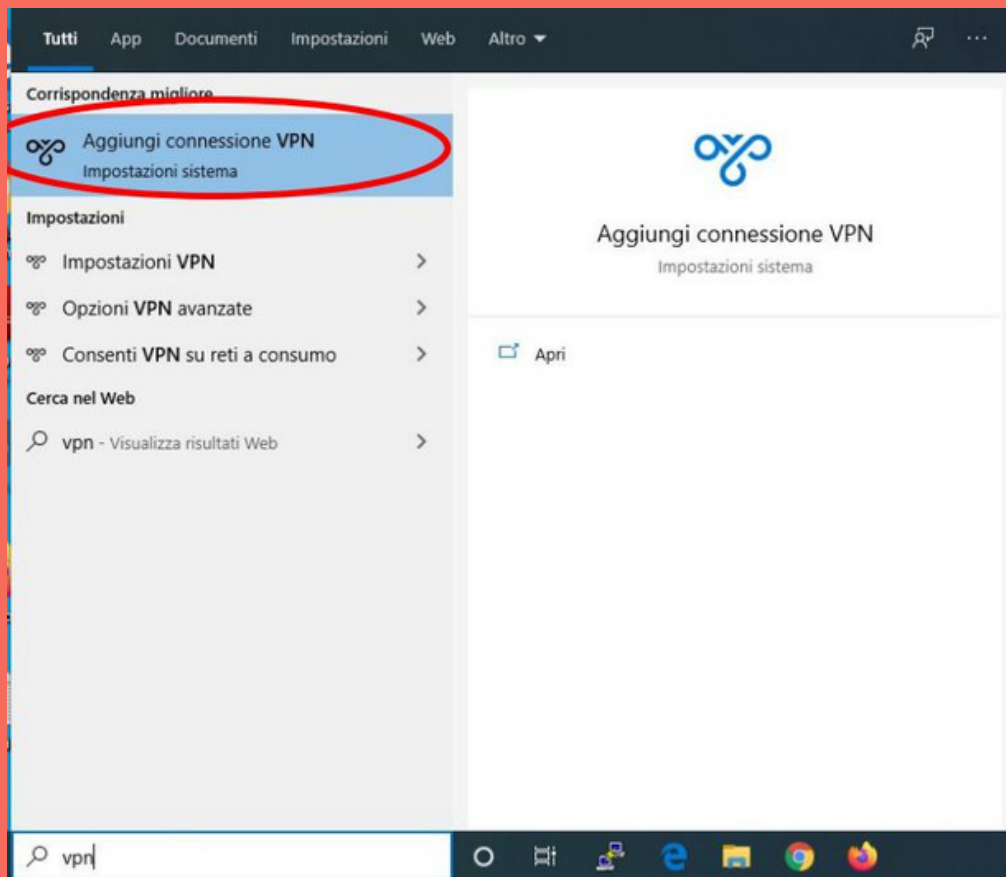 Tutti App Documenti Impostazioni Web Altro
Corrispondenza migliore
Aggiungi connessione VPN
Impostazioni sistema
Impostazioni
Impostazioni VPN
Opzioni VPN avanzate
Consenti VPN su reti a consumo
Cerca nel Web
vpn - Visualizza risultati Web
Aggiungi connessione VPN
Impostazioni sistema
Apri
vpn